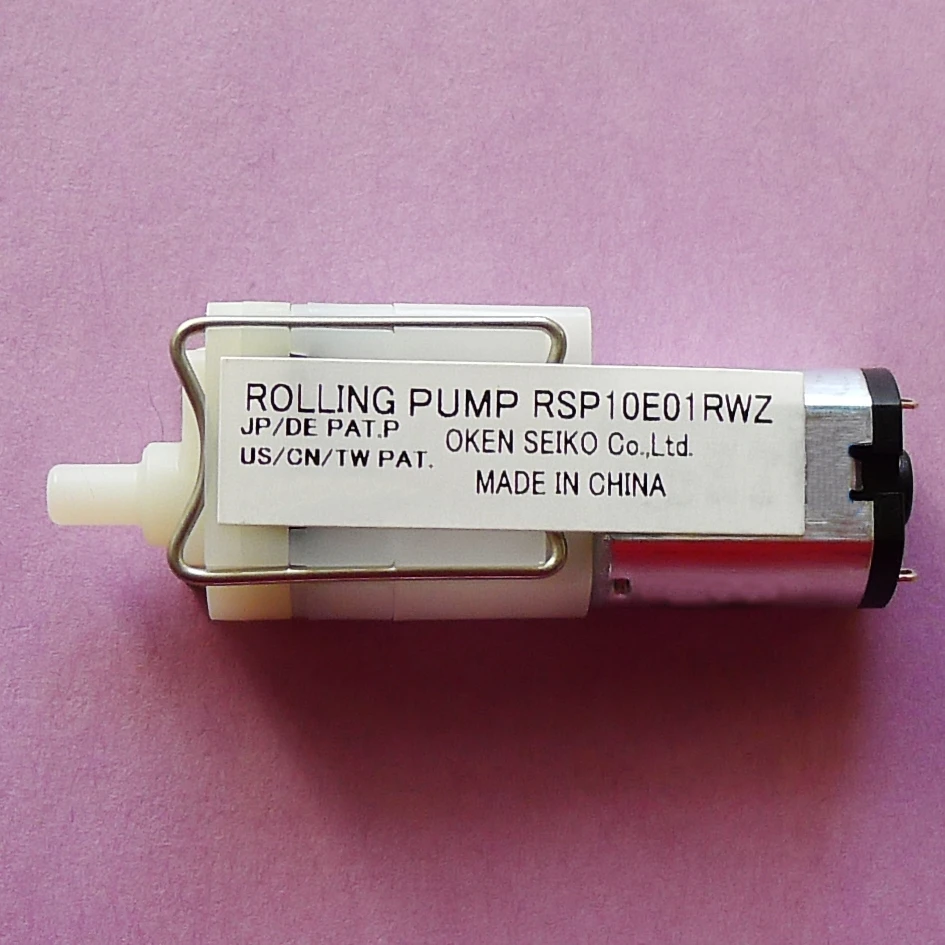 ROLLING PUMP RSP10E01RWZ
JP/DE PAT.P
US/CN/TW PAT.
OKEN SEIKO Co.,Ltd.
MADE IN CHINA